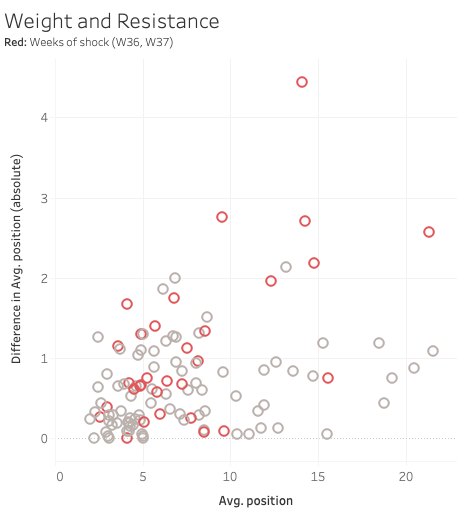 Weight and Resistance
Red: Weeks of shock (W36, W37)
Difference in Avg. position (absolute)
4
3
2
1
0
0 5 10 15 20
Avg. position